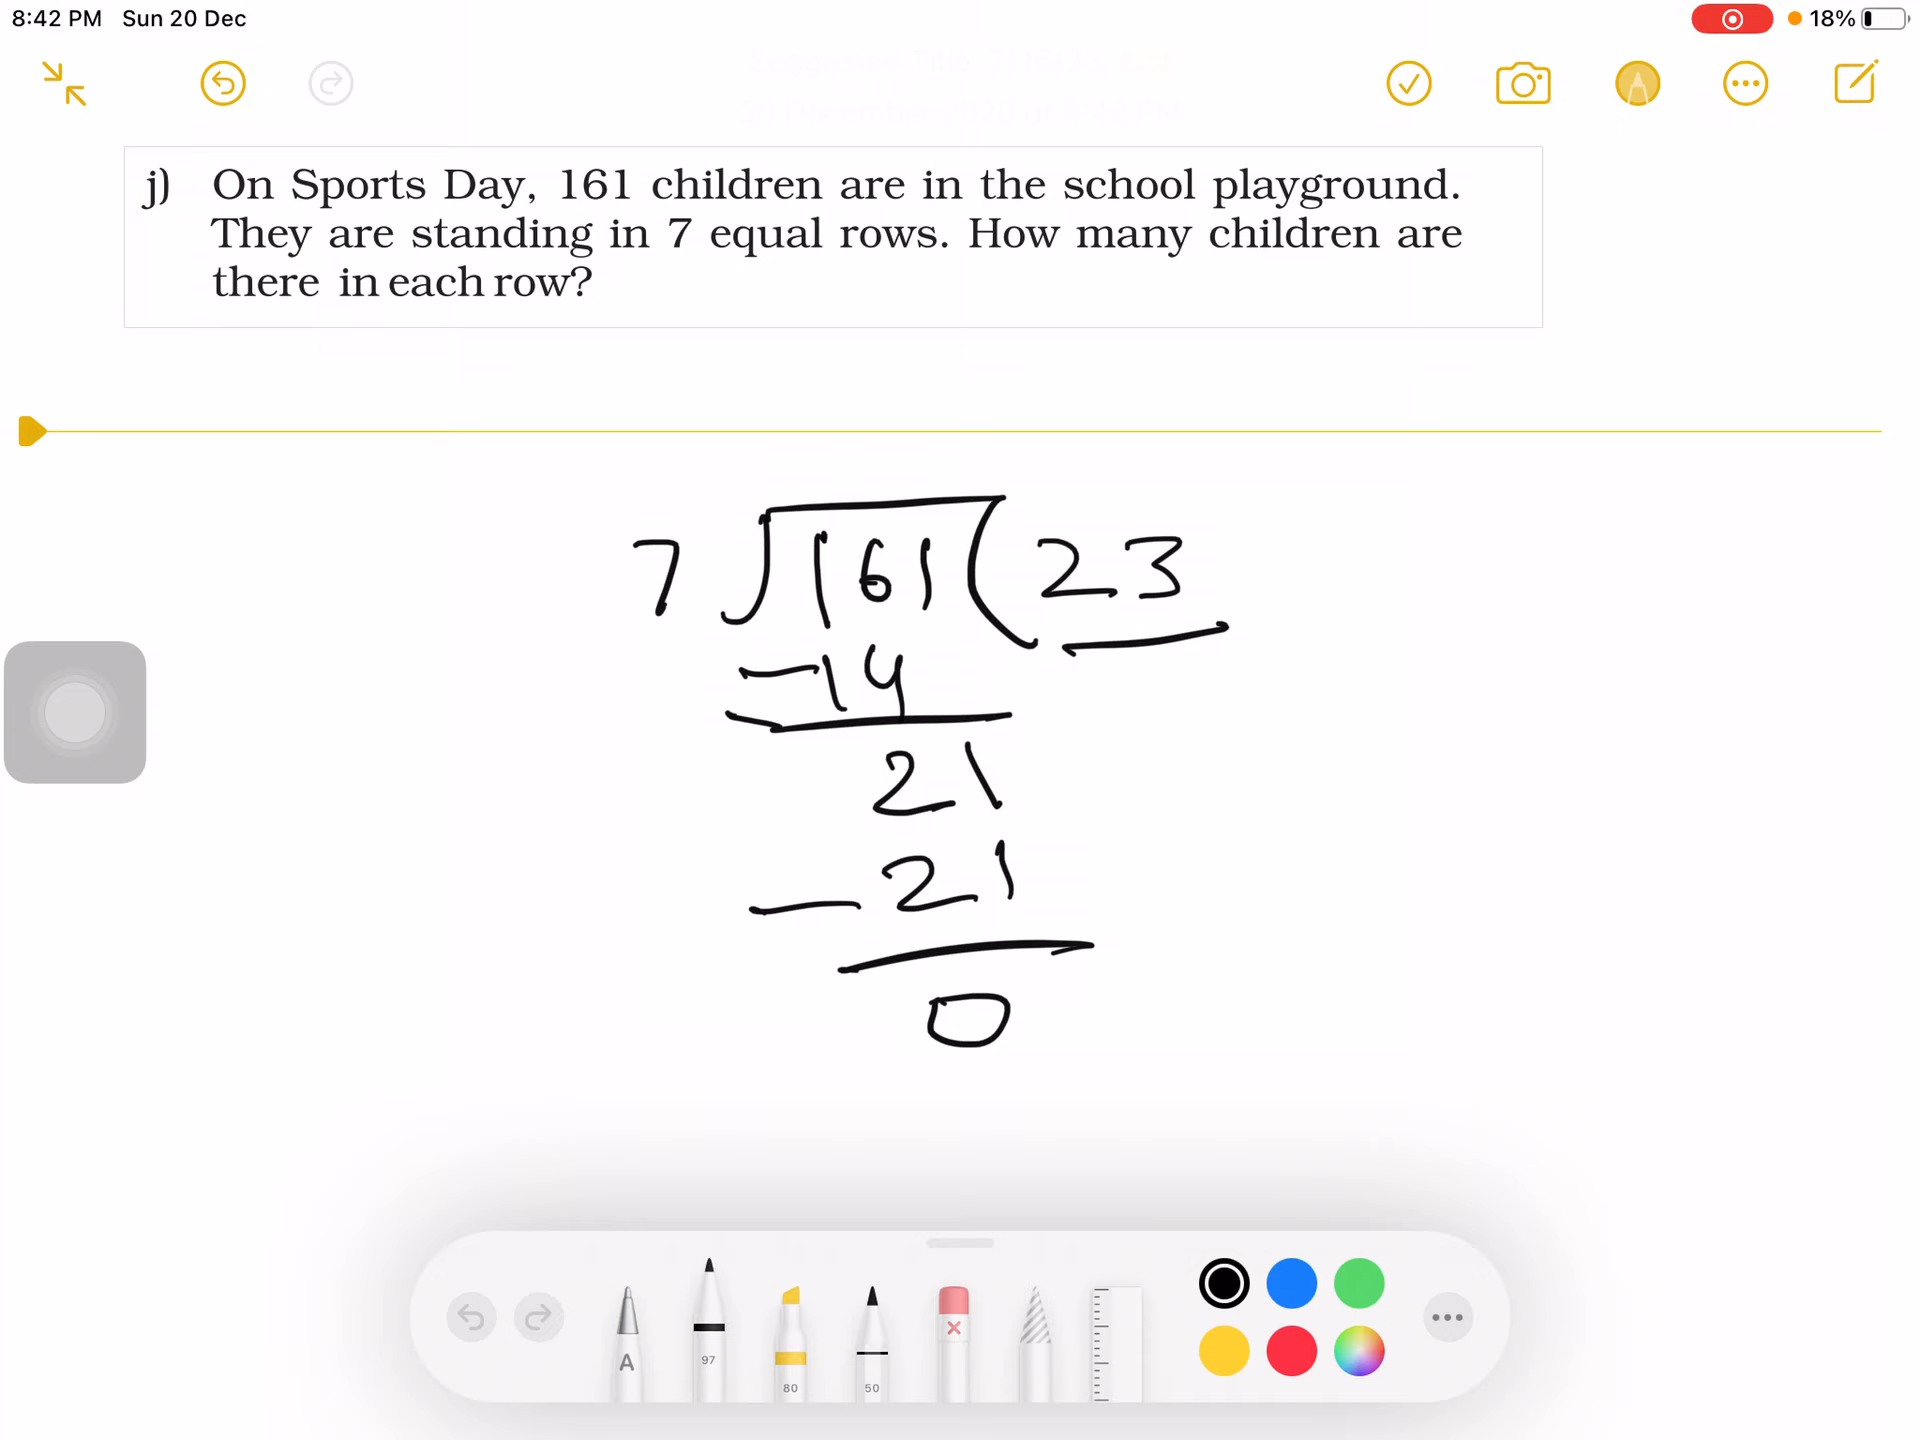 8:42 PM Sun 20 Dec
18%
j) On Sports Day, 161 children are in the school playground.
They are standing in 7 equal rows. How many children are
there in each row?
7 161 23
-14
21
-21
0
A
97
80
50